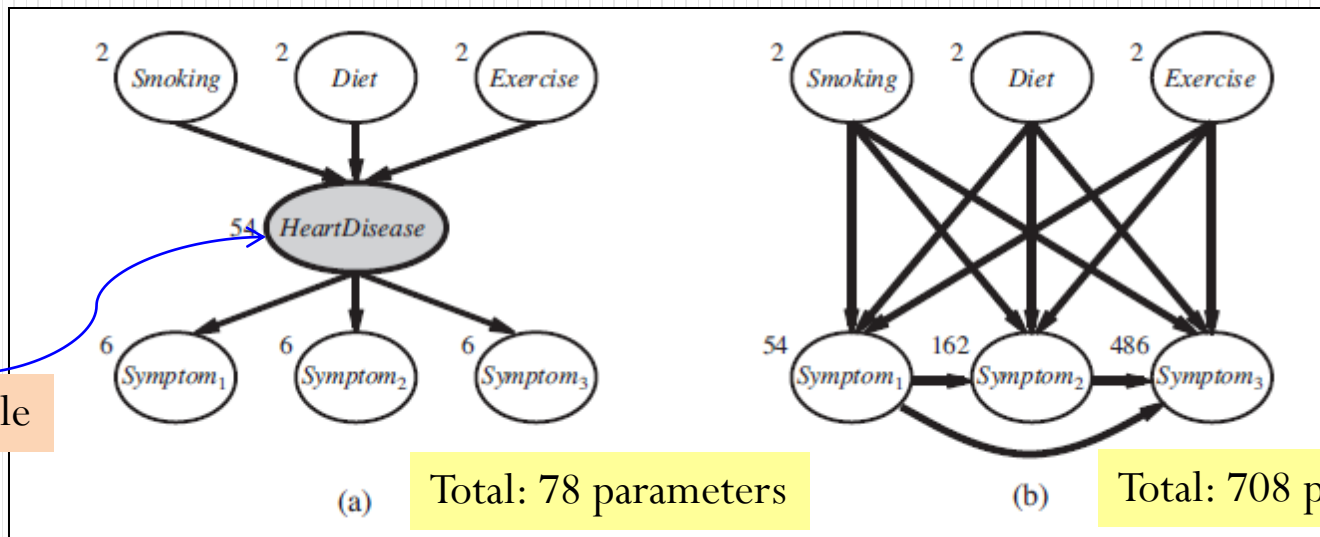 2 Smoking 2 Diet 2 Exercise
54 HeartDisease
6 Symptom1 6 Symptom2 6 Symptom3
le
(a) Total: 78 parameters
2 Smoking 2 Diet 2 Exercise
54 Symptom1 162 Symptom2 486 Symptom3
(b) Total: 708 p